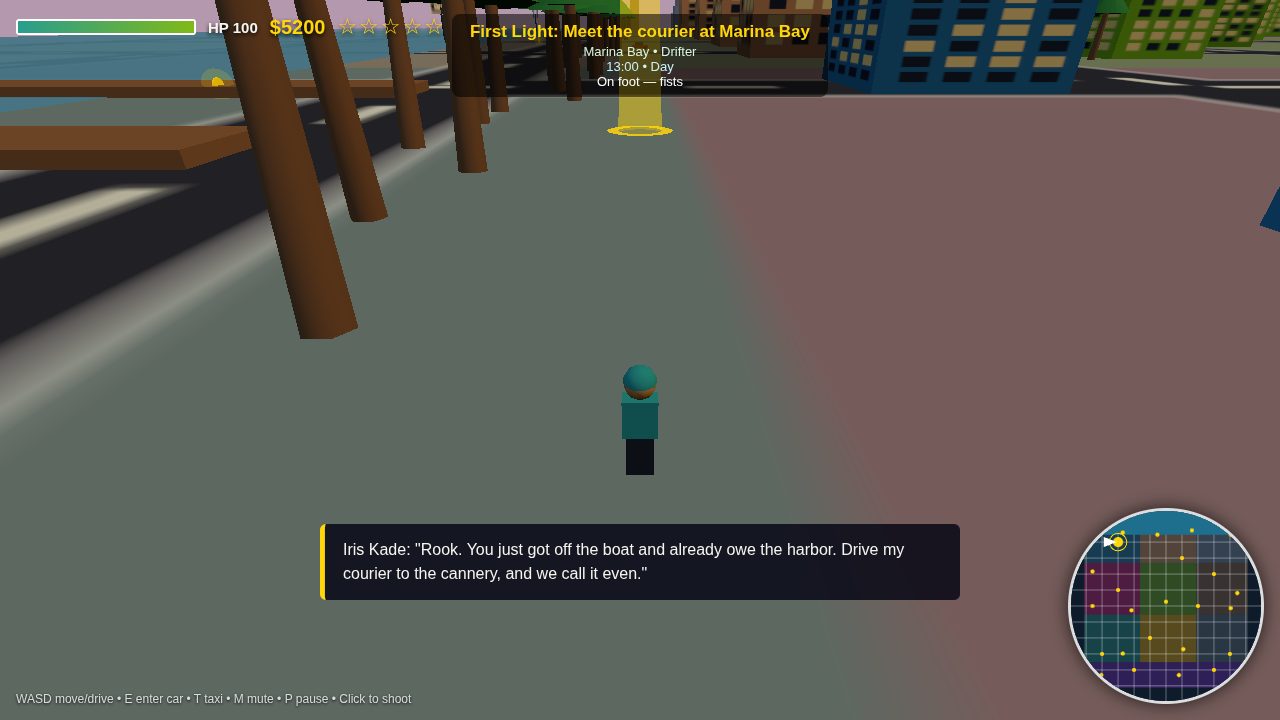 HP 100 $5200 ☆☆☆☆☆
First Light: Meet the courier at Marina Bay
Marina Bay • Drifter
13:00 • Day
On foot — fists
Iris Kade: "Rook. You just got off the boat and already owe the harbor. Drive my
courier to the cannery, and we call it even."
WASD move/drive • E enter car • T taxi • M mute • P pause • Click to shoot